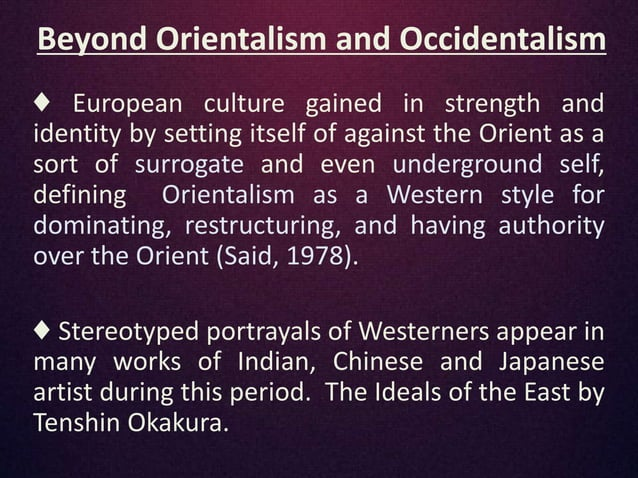 Beyond Orientalism and Occidentalism
♦ European culture gained in strength and
identity by setting itself of against the Orient as a
sort of surrogate and even underground self,
defining Orientalism as a Western style for
dominating, restructuring, and having authority
over the Orient (Said, 1978).
♦ Stereotyped portrayals of Westerners appear in
many works of Indian, Chinese and Japanese
artist during this period. The Ideals of the East by
Tenshin Okakura.